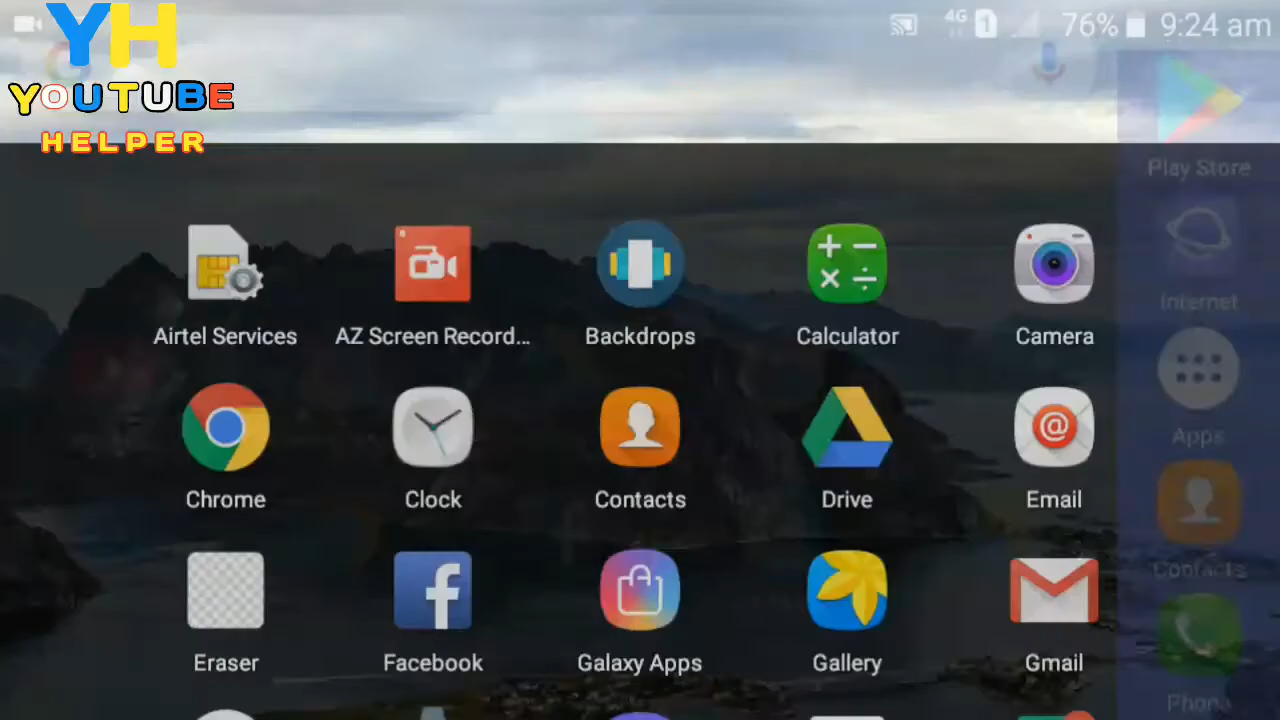 YH
YOUTUBE
HELPER
4G 1 76% 9:24 am
Play Store
Airtel Services AZ Screen Record... Backdrops Calculator Camera
Internet
Apps
Chrome Clock Contacts Drive Email
Contacts
Eraser Facebook Galaxy Apps Gallery Gmail
Phone